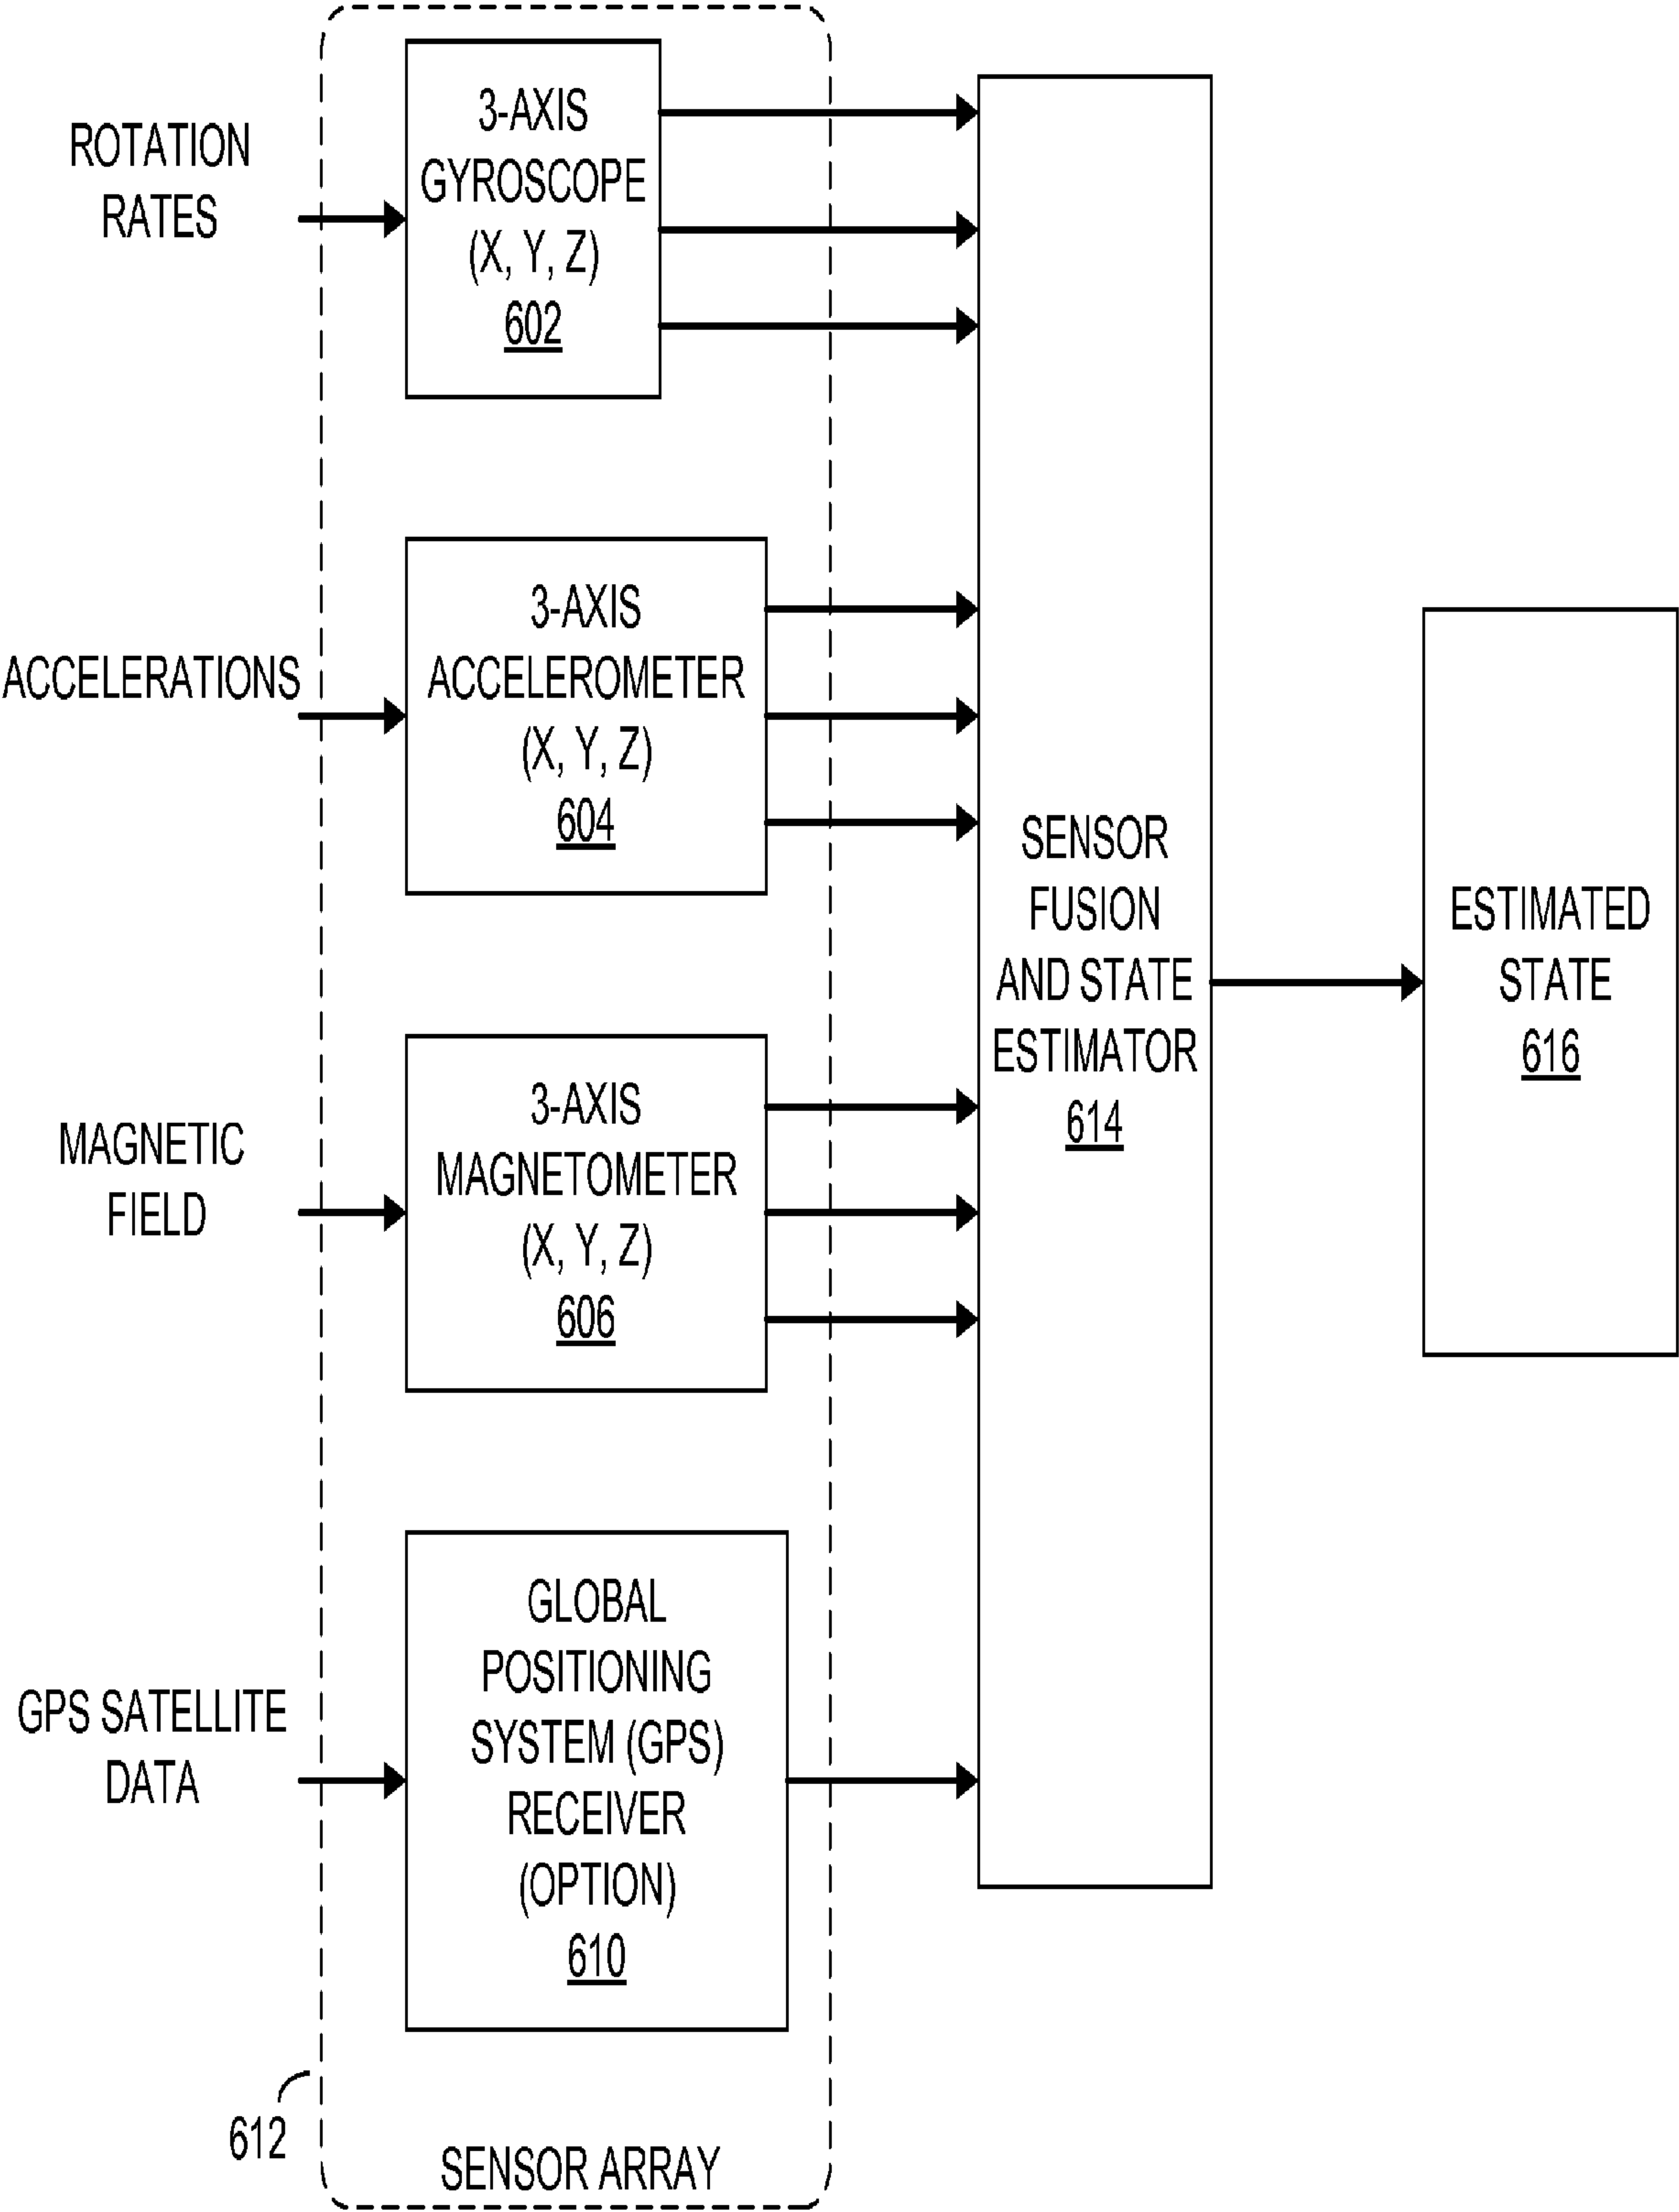 ROTATION
RATES
3-AXIS
GYROSCOPE
(X, Y, Z)
602
ACCELERATIONS
3-AXIS
ACCELEROMETER
(X, Y, Z)
604
MAGNETIC
FIELD
3-AXIS
MAGNETOMETER
(X, Y, Z)
606
GPS SATELLITE
DATA
GLOBAL
POSITIONING
SYSTEM (GPS)
RECEIVER
(OPTION)
610
612
SENSOR ARRAY
SENSOR
FUSION
AND STATE
ESTIMATOR
614
ESTIMATED
STATE
616